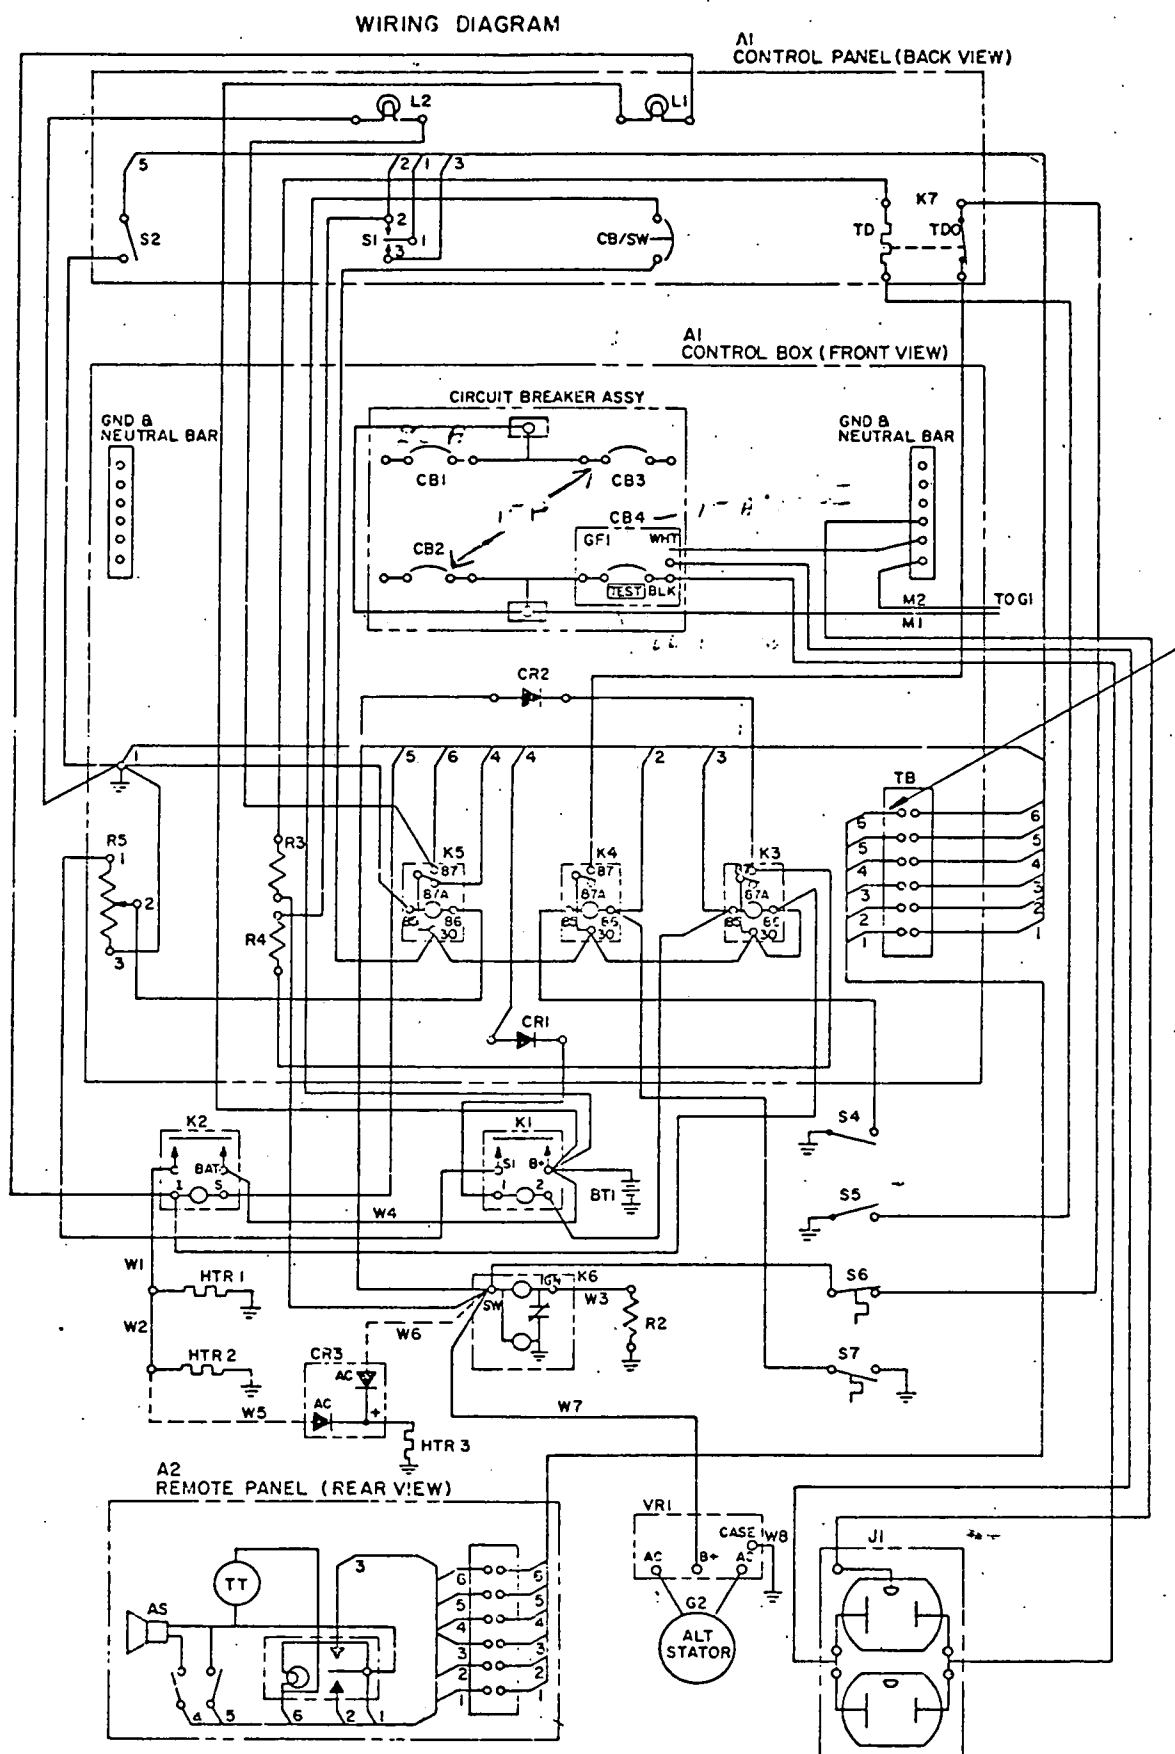 WIRING DIAGRAM
A1
CONTROL PANEL (BACK VIEW)
L2
L1
5
2
1
3
K7
2
S1
1
3
S2
CB/SW
TD
TDO
A1
CONTROL BOX (FRONT VIEW)
CIRCUIT BREAKER ASSY
GND &
NEUTRAL BAR
GND &
NEUTRAL BAR
CB1
CB3
CB4
CB2
GF1
WHT
TEST
BLK
M2
TO G1
M1
CR2
1
5
6
4
4
2
3
TB
R5
1
2
3
R3
R4
K5
87
87A
85
86
30
K4
87
87A
85
86
30
K3
87
87A
85
86
30
6
5
4
3
2
1
6
5
4
3
2
1
CR1
K2
BAT
1
S
K1
S1
B+
1
2
BT1
W4
S4
S5
W1
HTR 1
W2
HTR 2
W5
W6
CR3
AC
AC
+
HTR 3
SW
IGN
K6
W3
R2
S6
S7
W7
A2
REMOTE PANEL (REAR VIEW)
TT
AS
3
6
5
4
3
2
1
6
5
4
3
2
1
4
5
6
2
1
VR1
CASE
W8
AC
B+
AC
G2
ALT
STATOR
J1